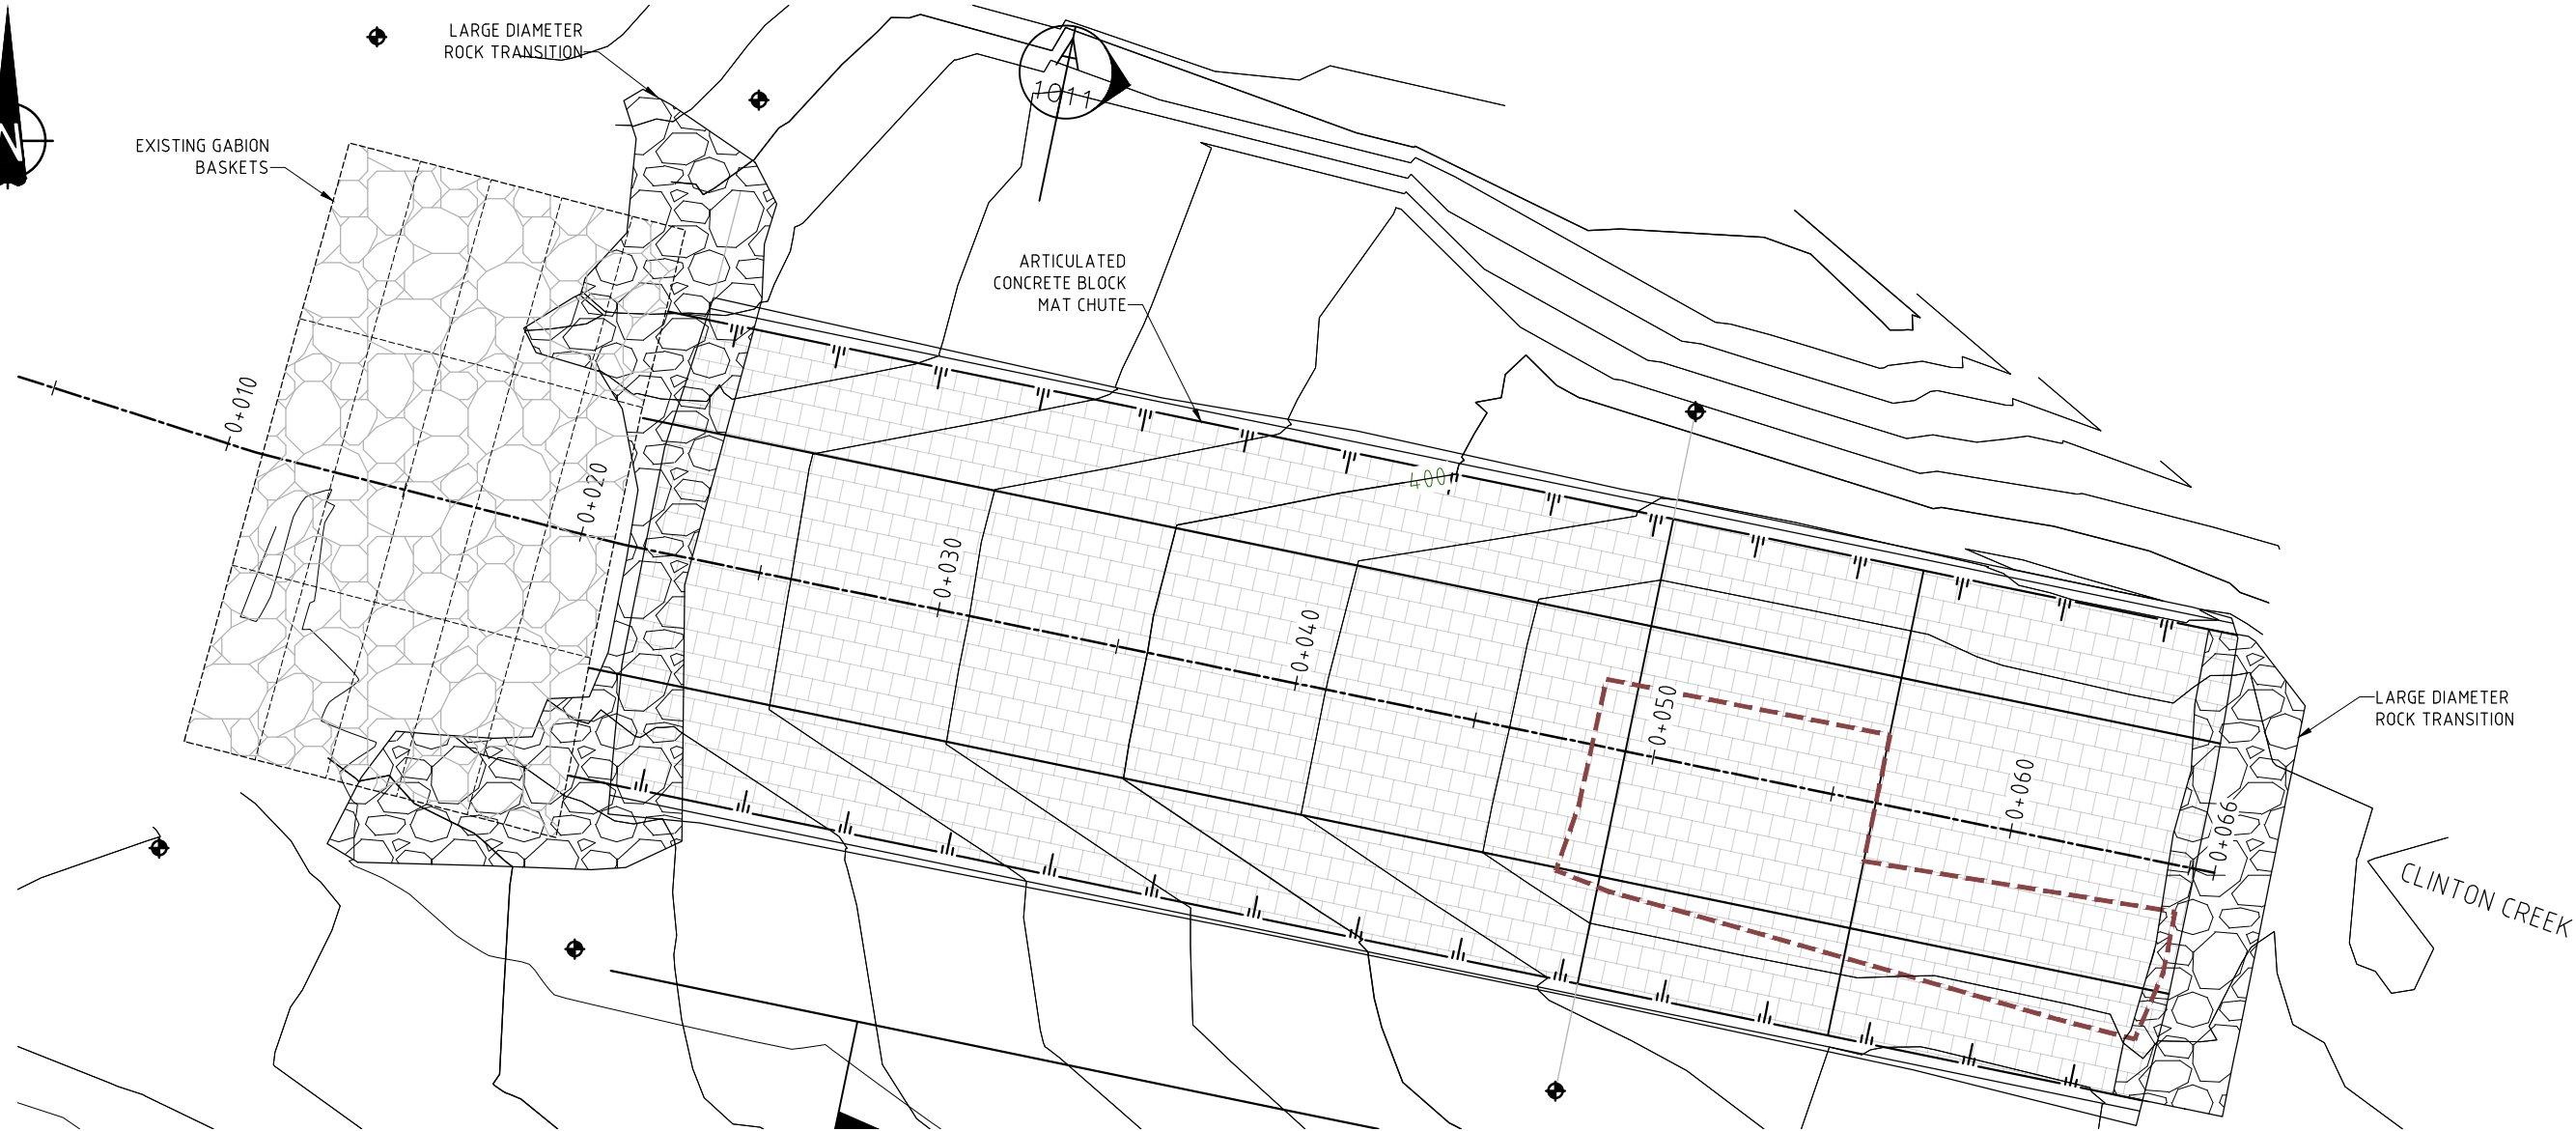 LARGE DIAMETER
ROCK TRANSITION
A
1011
N
EXISTING GABION
BASKETS
ARTICULATED
CONCRETE BLOCK
MAT CHUTE
0+010
0+020
400
0+030
0+040
0+050
0+060
0+066
LARGE DIAMETER
ROCK TRANSITION
CLINTON CREEK